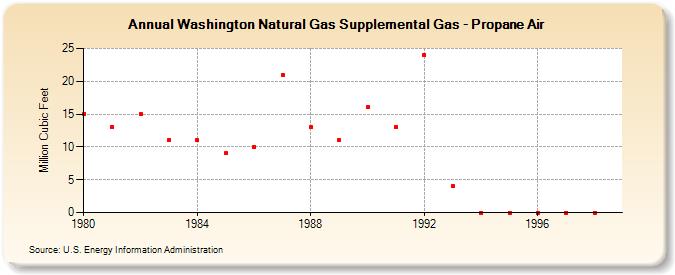 Annual Washington Natural Gas Supplemental Gas - Propane Air
Million Cubic Feet
25
20
15
10
5
0
1980 1984 1988 1992 1996
Source: U.S. Energy Information Administration